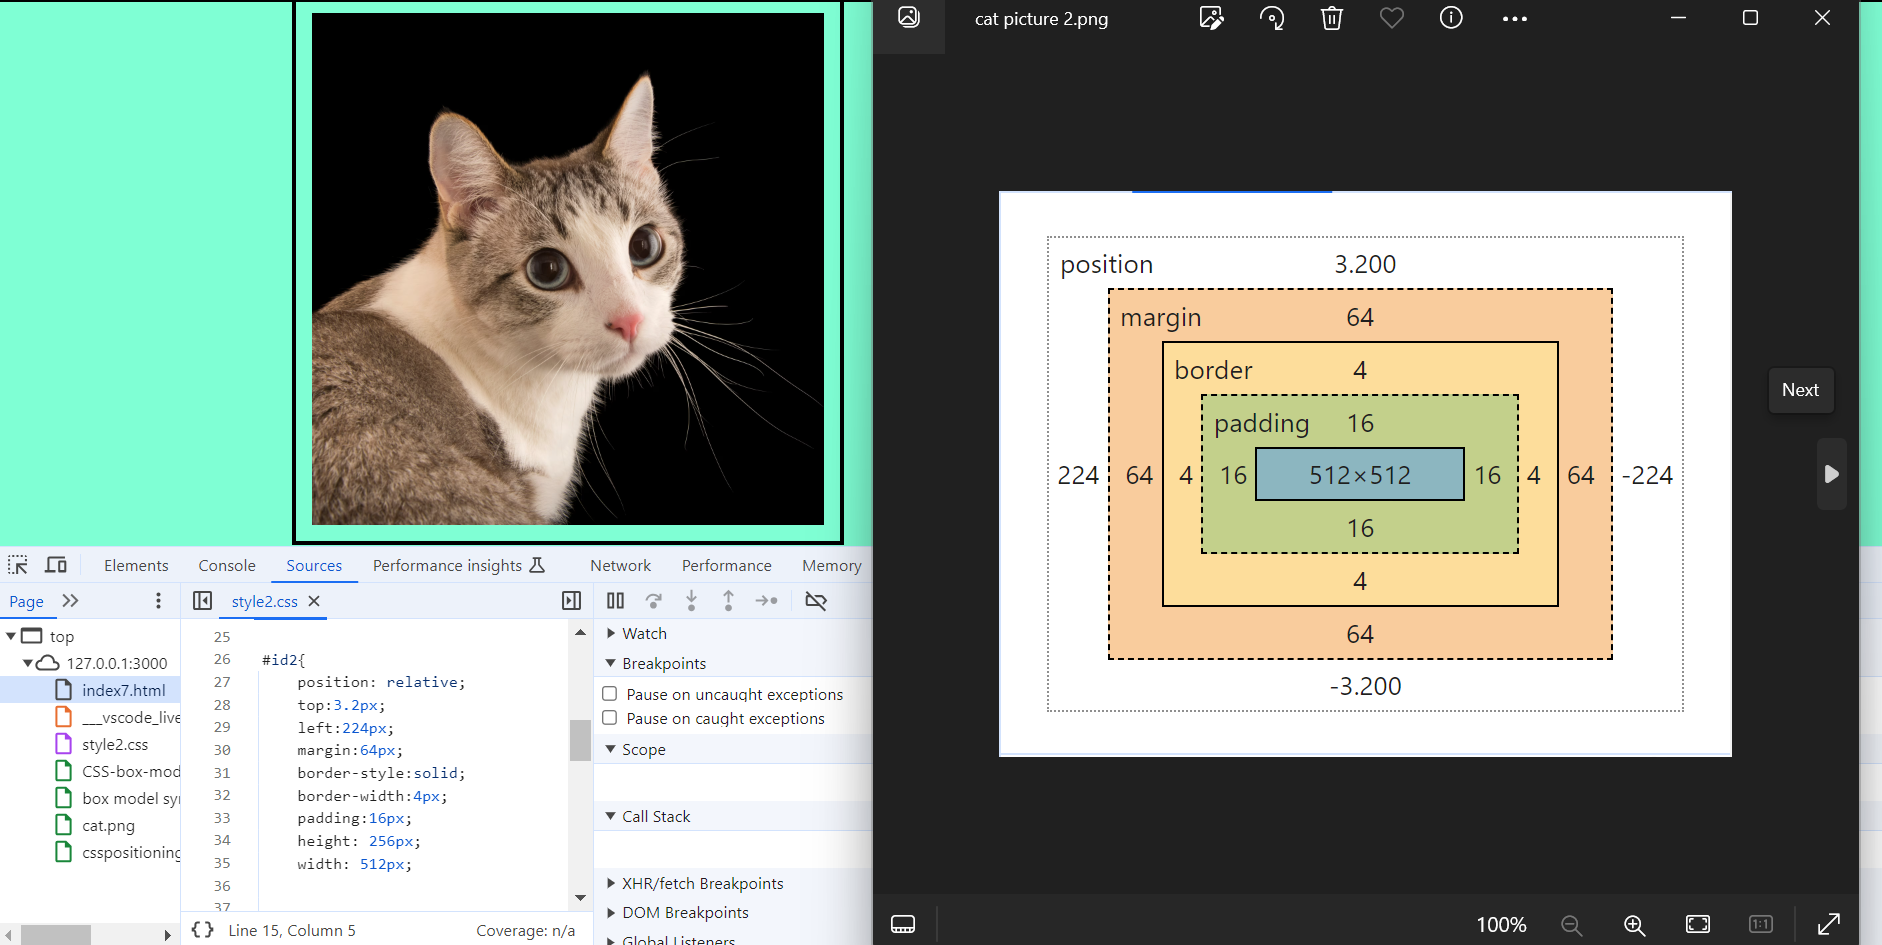 cat picture 2.png
position 3.200
margin 64
border 4
padding 16
224 64 4 16 512×512 16 4 64 -224
16
4
64
-3.200
Next
100%
1:1
Elements Console Sources Performance insights Network Performance Memory
Page
style2.css
top
127.0.0.1:3000
index7.html
___vscode_live
style2.css
CSS-box-mod
box model sy
cat.png
csspositioning
25
26 #id2{
27 position: relative;
28 top:3.2px;
29 left:224px;
30 margin:64px;
31 border-style:solid;
32 border-width:4px;
33 padding:16px;
34 height: 256px;
35 width: 512px;
36
37
{ } Line 15, Column 5 Coverage: n/a
Watch
Breakpoints
Pause on uncaught exceptions
Pause on caught exceptions
Scope
Call Stack
XHR/fetch Breakpoints
DOM Breakpoints
Global Listeners